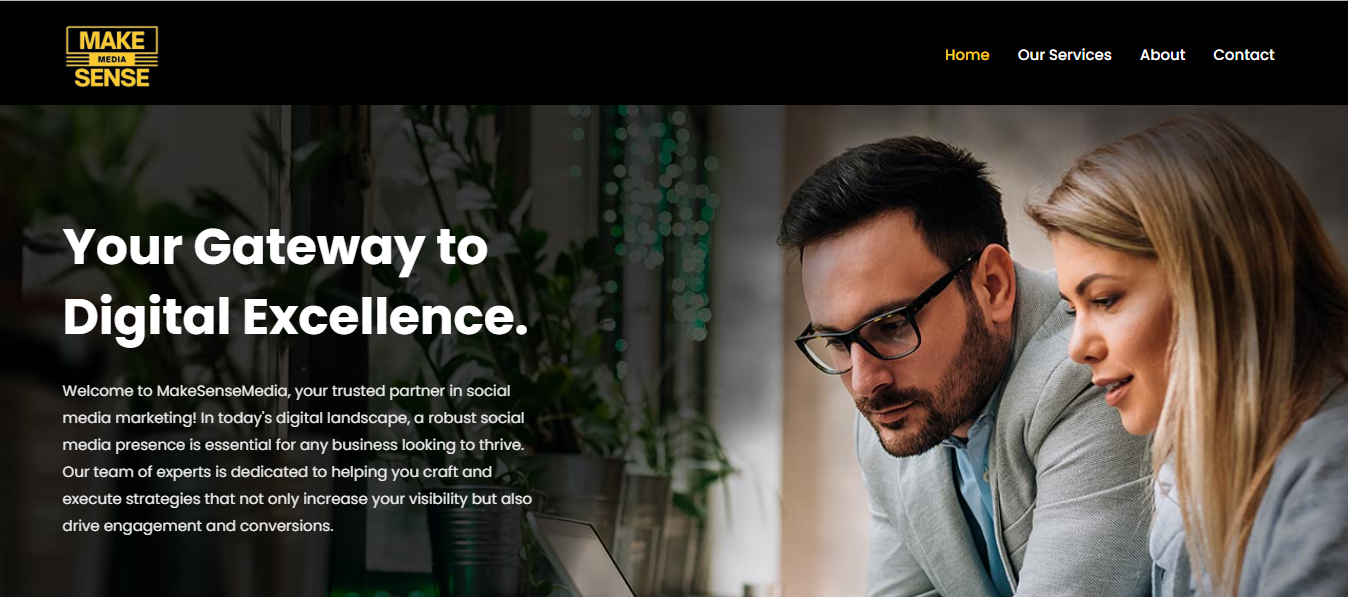 MAKE
MEDIA
SENSE
Home
Our Services
About
Contact
Your Gateway to
Digital Excellence.
Welcome to MakeSenseMedia, your trusted partner in social
media marketing! In today's digital landscape, a robust social
media presence is essential for any business looking to thrive.
Our team of experts is dedicated to helping you craft and
execute strategies that not only increase your visibility but also
drive engagement and conversions.